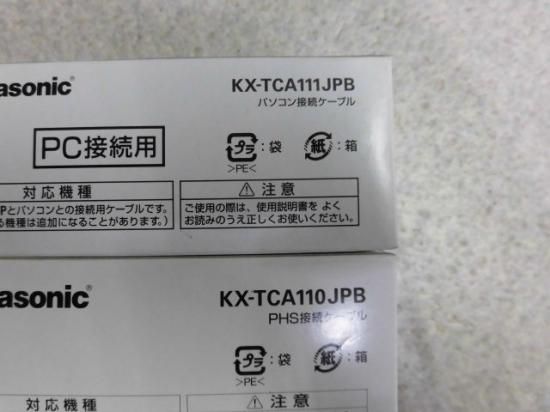 asonic® KX-TCA111JPB
パソコン接続ケーブル
PC接続用
プラ :袋 紙 :箱
>PE<
対応機種
Pとパソコンとの接続用ケーブルです。
る機種は追加になることがあります。)
⚠ 注意
ご使用の際は、使用説明書を よく
お読みのうえ正しくお使いください。
asonic® KX-TCA110JPB
PHS接続ケーブル
プラ :袋 紙 :箱
>PE<
対応機種
⚠ 注意